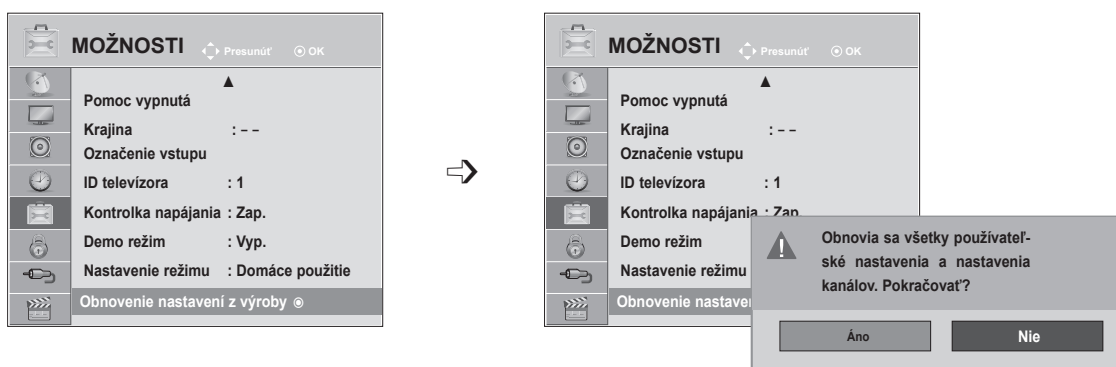 MOŽNOSTI Presunúť OK
▲
Pomoc vypnutá
Krajina : – –
Označenie vstupu
ID televízora : 1
Kontrolka napájania : Zap.
Demo režim : Vyp.
Nastavenie režimu : Domáce použitie
Obnovenie nastavení z výroby
MOŽNOSTI Presunúť OK
▲
Pomoc vypnutá
Krajina : – –
Označenie vstupu
ID televízora : 1
Kontrolka napájania : Zap.
Demo režim
Nastavenie režimu
Obnovenie nastave
Obnovia sa všetky používateľ-
ské nastavenia a nastavenia
kanálov. Pokračovať?
Áno Nie